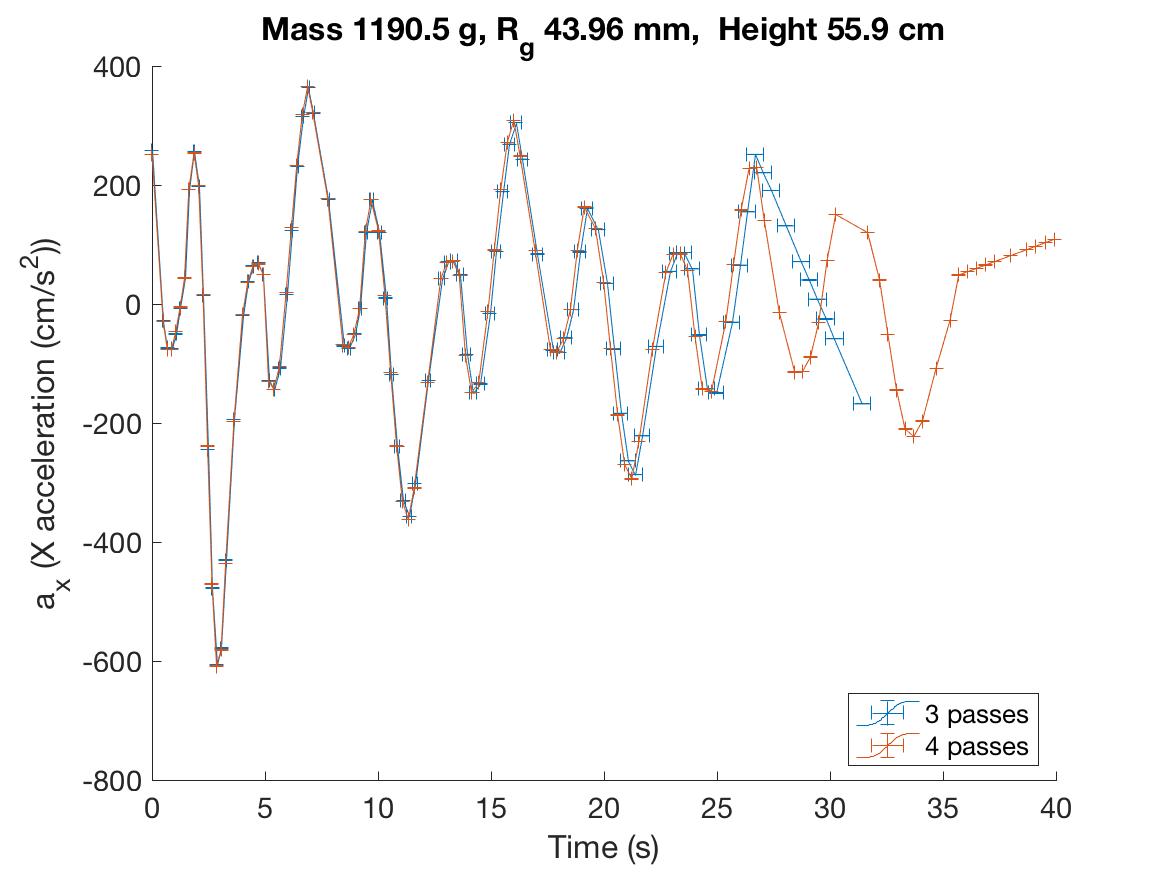 Mass 1190.5 g, Rg 43.96 mm, Height 55.9 cm
400
200
0
-200
-400
-600
-800
ax (X acceleration (cm/s2))
0 5 10 15 20 25 30 35 40
Time (s)
3 passes
4 passes